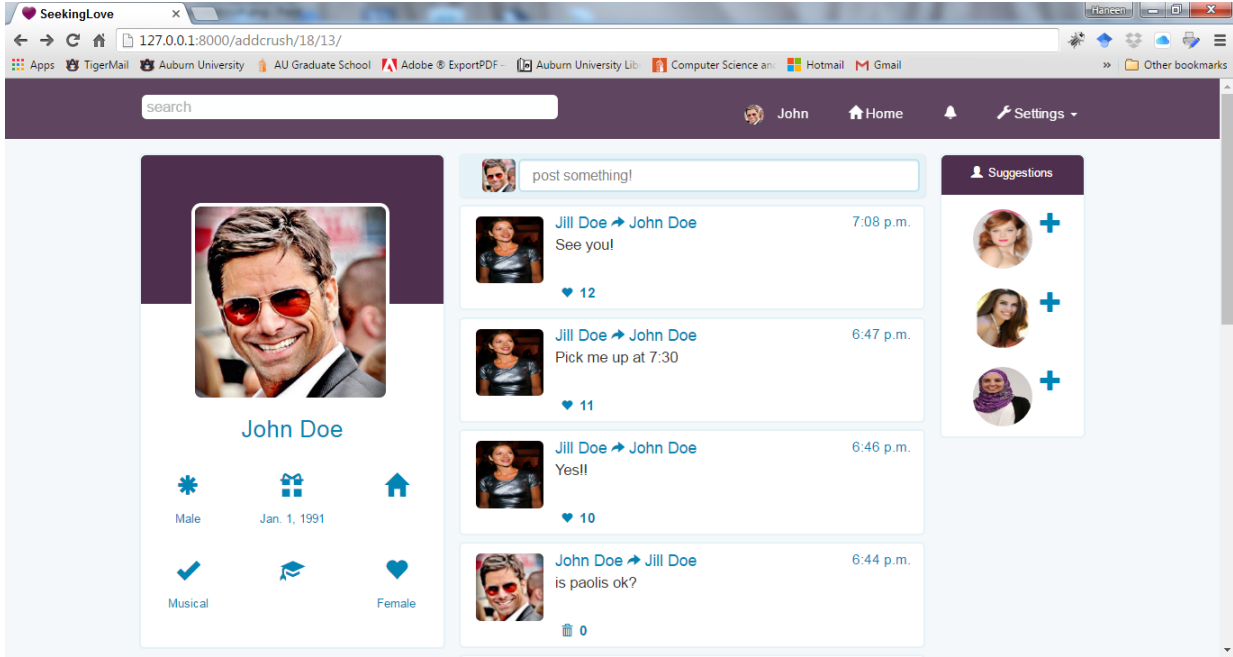 SeekingLove
Haneen
127.0.0.1:8000/addcrush/18/13/
Apps TigerMail Auburn University AU Graduate School Adobe ® ExportPDF – Auburn University Lib Computer Science and Hotmail Gmail » Other bookmarks
search
John Home Settings
post something!
Suggestions
Jill Doe John Doe 7:08 p.m.
See you!
12
Jill Doe John Doe 6:47 p.m.
Pick me up at 7:30
11
John Doe
Male Jan. 1, 1991
Musical Female
Jill Doe John Doe 6:46 p.m.
Yes!!
10
John Doe Jill Doe 6:44 p.m.
is paolis ok?
0